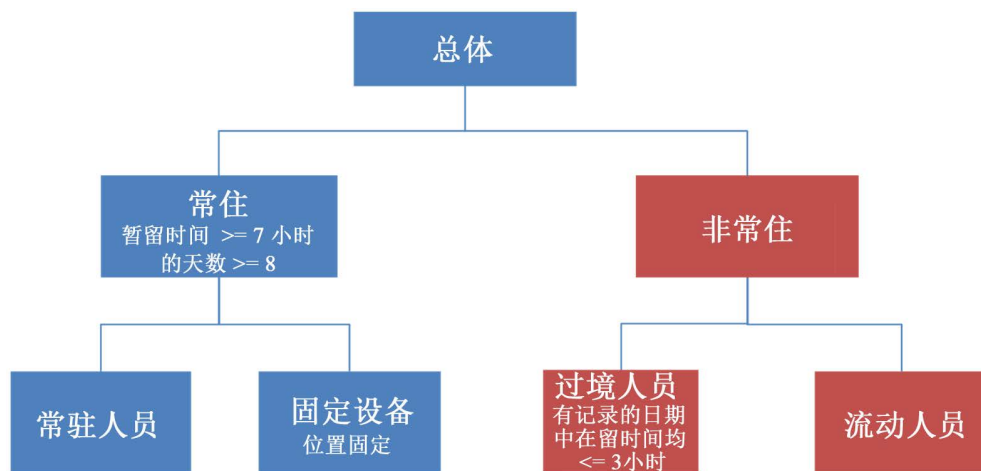 总体
常住
暂留时间 >= 7 小时
的天数 >= 8
非常住
常驻人员
固定设备
位置固定
过境人员
有记录的日期
中在留时间均
<= 3小时
流动人员